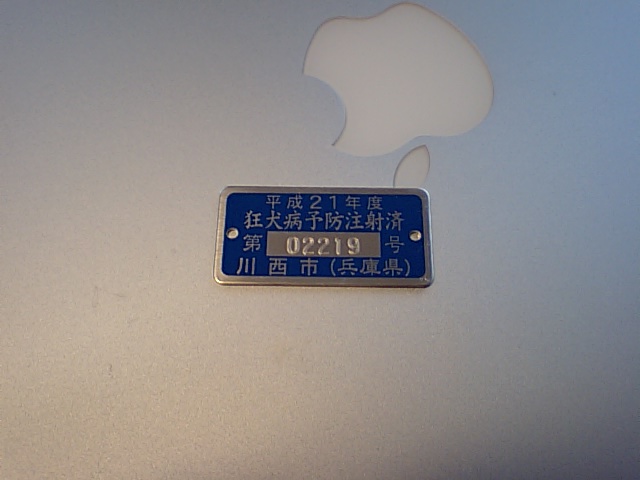 平成21年度
狂犬病予防注射済
第 02219 号
川西市(兵庫県)